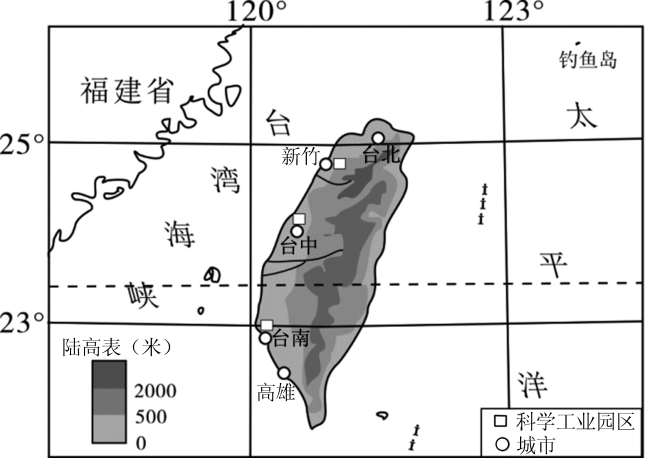 120° 123°
钓鱼岛
福建省
台 太
25°
新竹 台北
湾
海 台中
平
峡
23°
台南
陆高表（米）
高雄 洋
2000
500
0
科学工业园区
城市